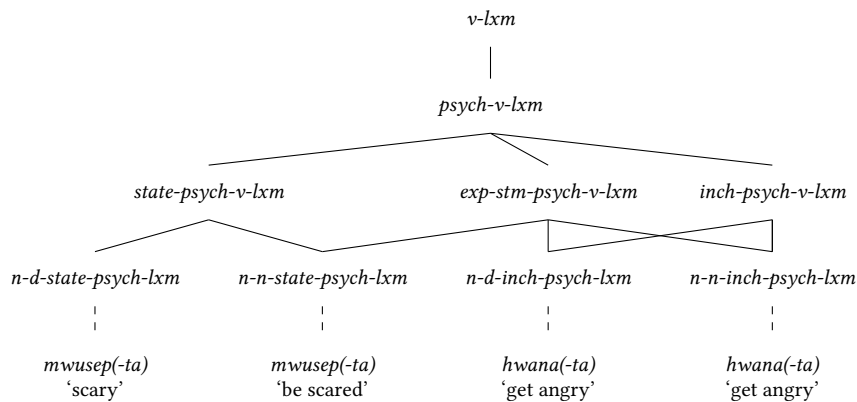 v-lxm
psych-v-lxm
state-psych-v-lxm exp-stm-psych-v-lxm inch-psych-v-lxm
n-d-state-psych-lxm n-n-state-psych-lxm n-d-inch-psych-lxm n-n-inch-psych-lxm
mwusep(-ta) mwusep(-ta) hwana(-ta) hwana(-ta)
‘scary’ ‘be scared’ ‘get angry’ ‘get angry’